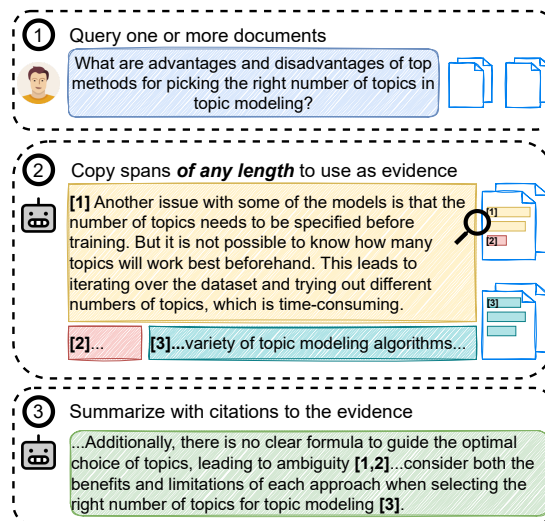 1 Query one or more documents
What are advantages and disadvantages of top
methods for picking the right number of topics in
topic modeling?
2 Copy spans of any length to use as evidence
[1] Another issue with some of the models is that the
number of topics needs to be specified before
training. But it is not possible to know how many
topics will work best beforehand. This leads to
iterating over the dataset and trying out different
numbers of topics, which is time-consuming.
[1]
[2]
[2]...
[3]...variety of topic modeling algorithms...
[3]
3 Summarize with citations to the evidence
...Additionally, there is no clear formula to guide the optimal
choice of topics, leading to ambiguity [1,2]...consider both the
benefits and limitations of each approach when selecting the
right number of topics for topic modeling [3].